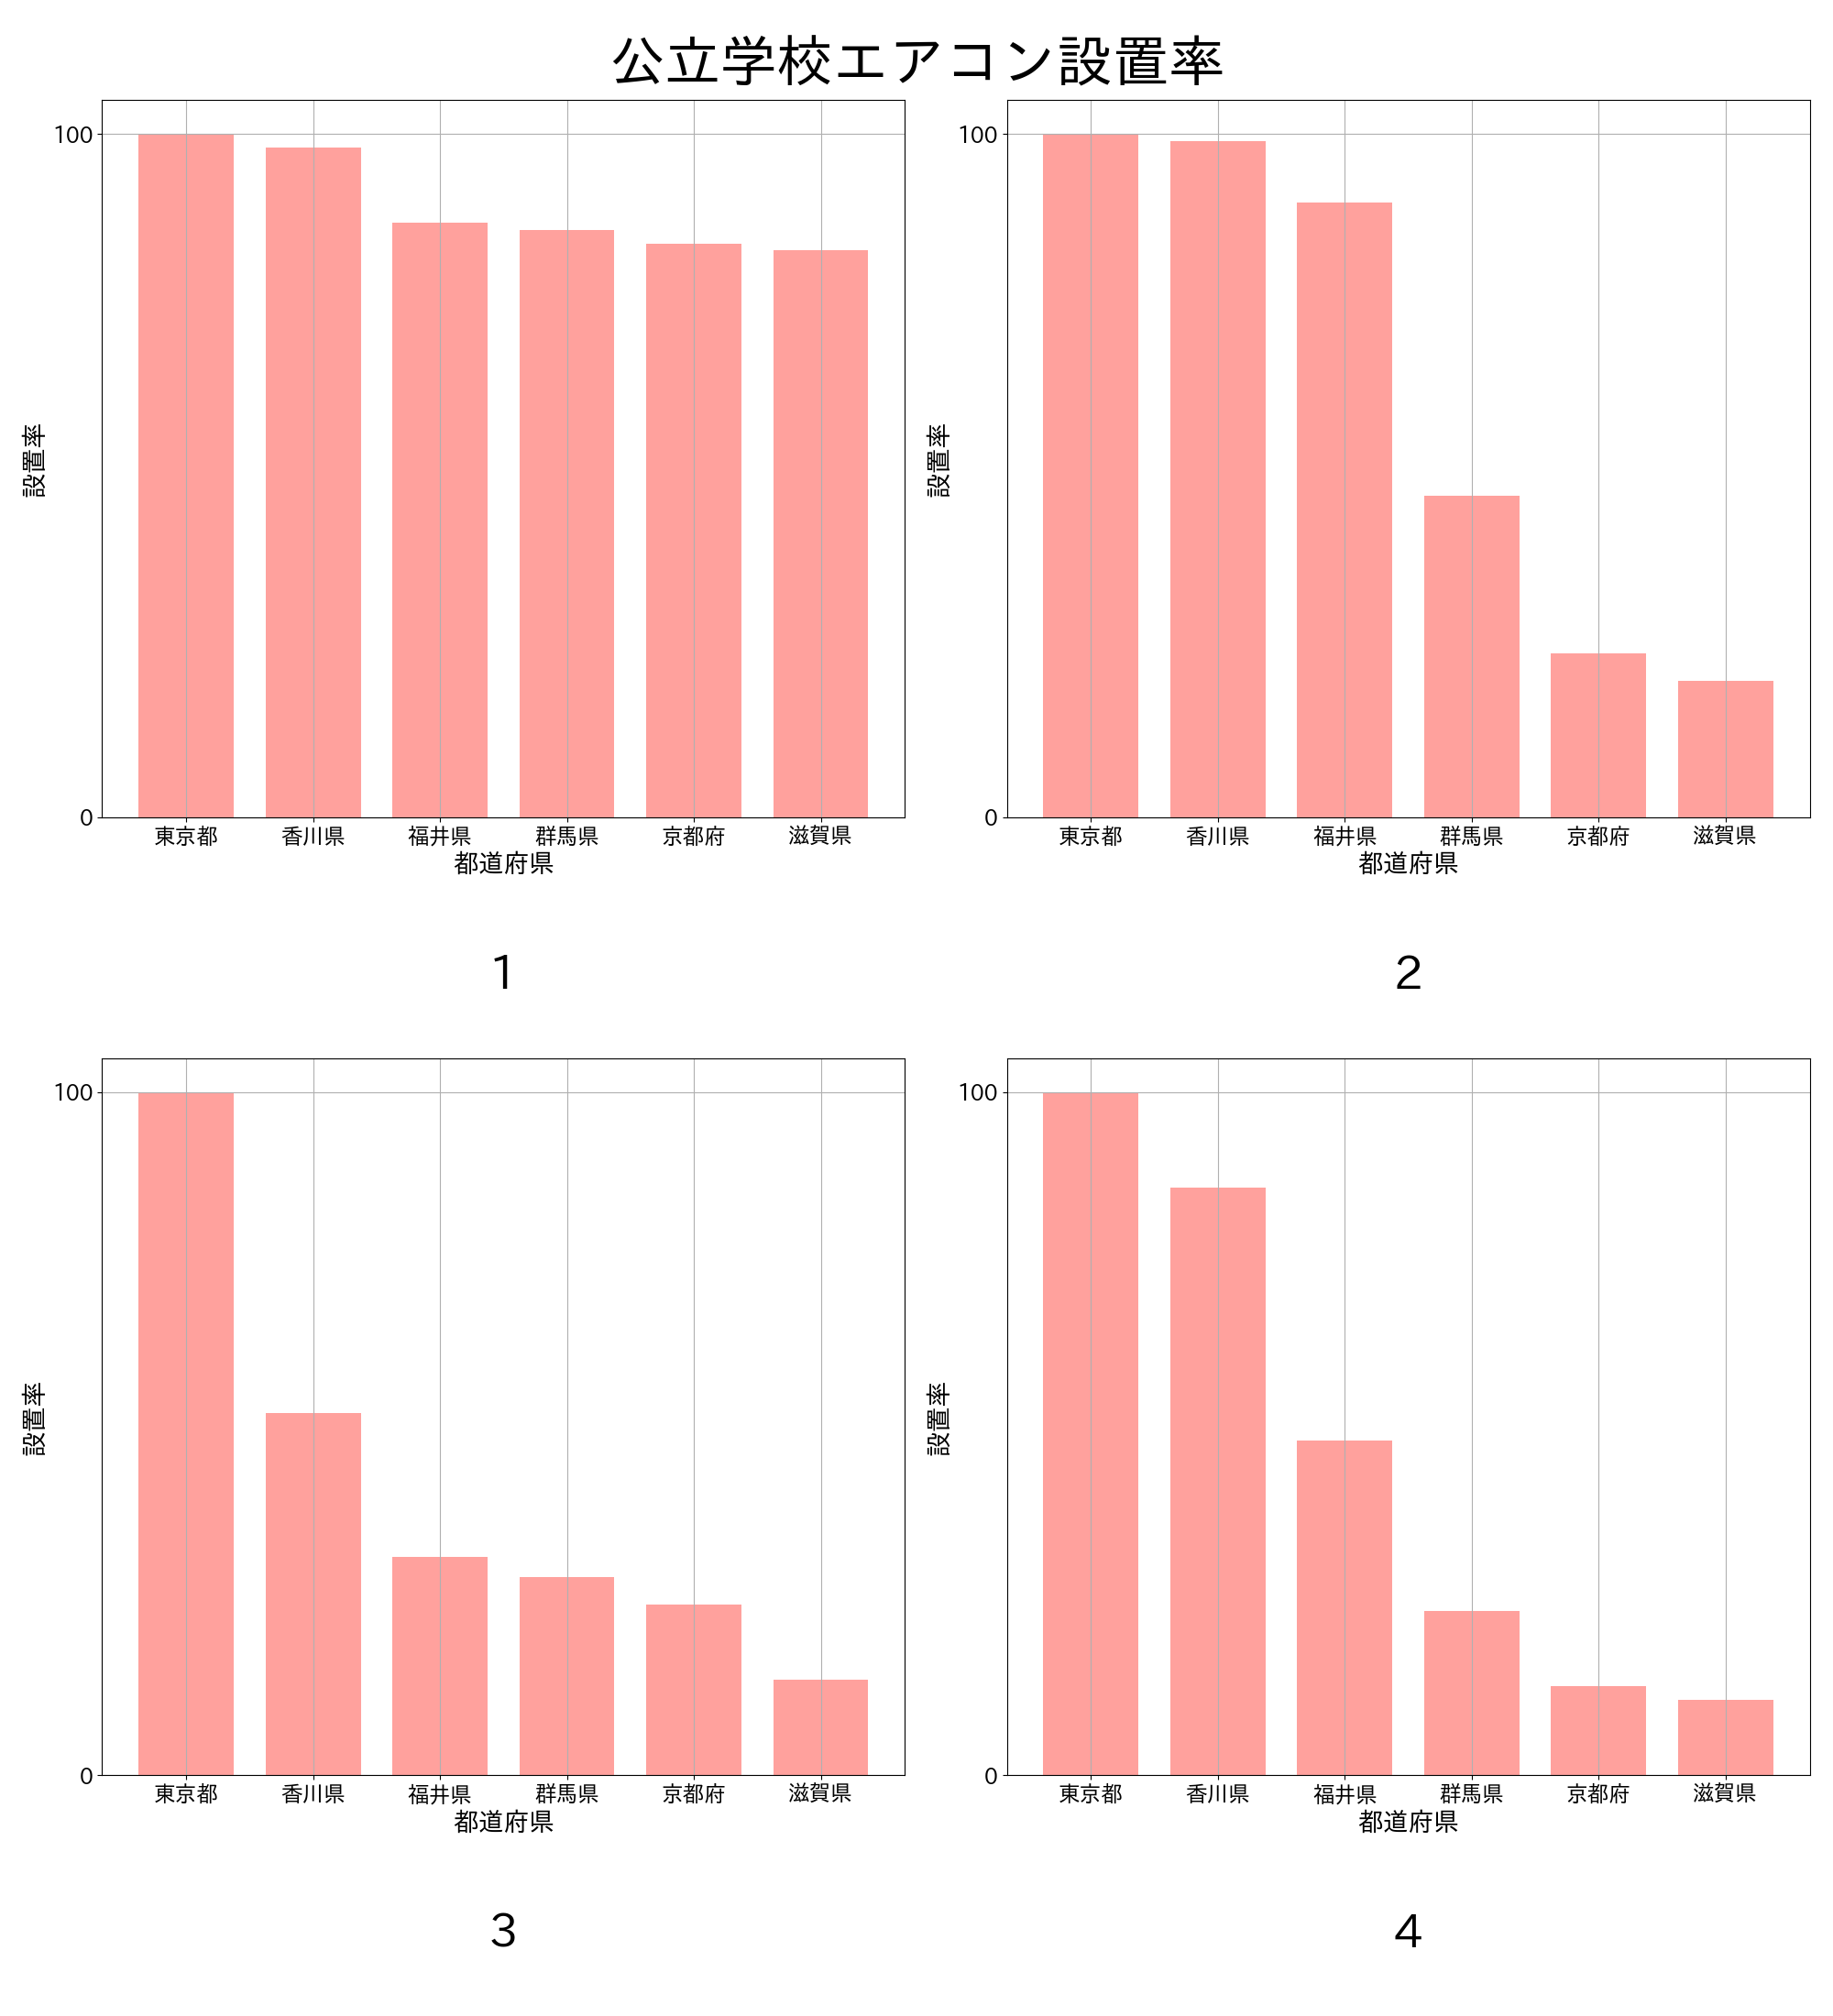 公立学校エアコン設置率
100
0
設置率
東京都 香川県 福井県 群馬県 京都府 滋賀県
都道府県
1
100
0
設置率
東京都 香川県 福井県 群馬県 京都府 滋賀県
都道府県
2
100
0
設置率
東京都 香川県 福井県 群馬県 京都府 滋賀県
都道府県
3
100
0
設置率
東京都 香川県 福井県 群馬県 京都府 滋賀県
都道府県
4